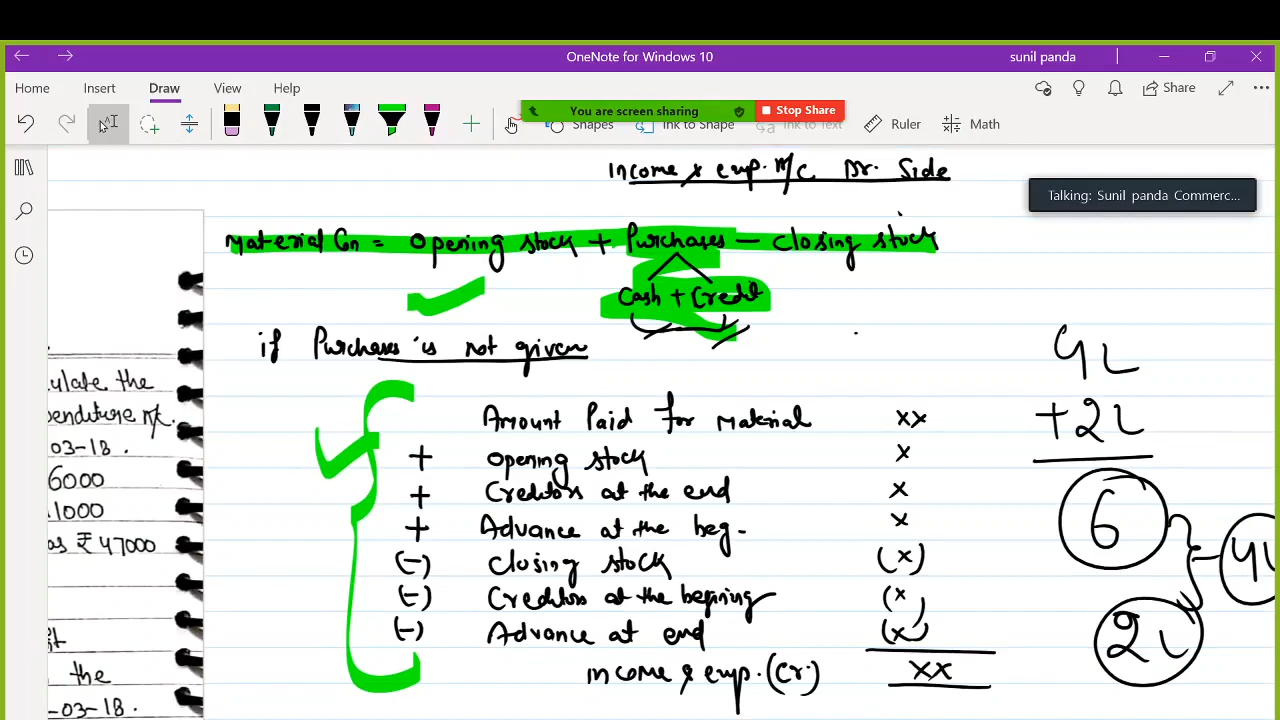 OneNote for Windows 10
sunil panda
Home Insert Draw View Help
Share
You are screen sharing
Stop Share
Shapes Ink to Shape Ink to Text Ruler Math
Income & exp. A/C Dr. Side
Talking: Sunil panda Commerc...
Material Con = Opening stock + Purchases - closing stock
Cash + Credit
if Purchases is not given
4L
Amount Paid for material xx
+2L
+ Opening stock x
+ Creditors at the end x
+ Advance at the beg- x
(-) closing stock (x)
(-) Creditors at the begining (x)
(-) Advance at end (x)
income & exp. (Cr.) xx
6
4L
2L
ulate the
penditure A/c.
03-18.
6000
1000
as ₹47000
the
-03-18.